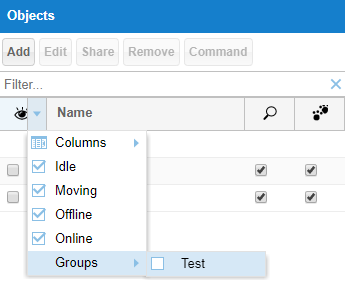 Objects
Add Edit Share Remove Command
Filter...
Name
Columns
Idle
Moving
Offline
Online
Groups
Test